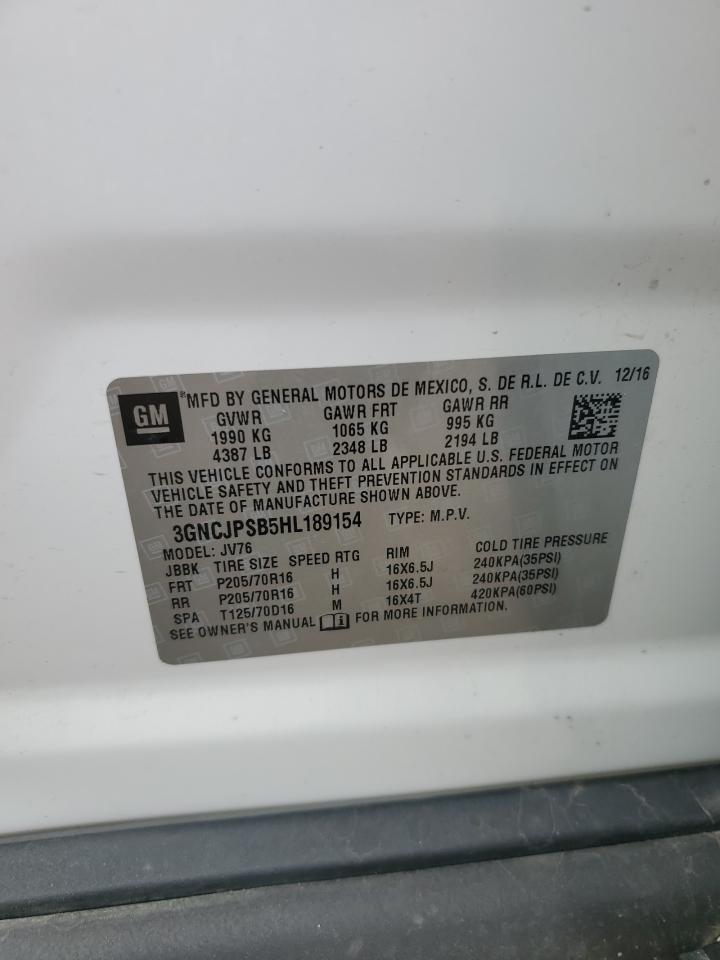 GM
MFD BY GENERAL MOTORS DE MEXICO, S. DE R.L. DE C.V. 12/16
GVWR GAWR FRT GAWR RR
1990 KG 1065 KG 995 KG
4387 LB 2348 LB 2194 LB
THIS VEHICLE CONFORMS TO ALL APPLICABLE U.S. FEDERAL MOTOR
VEHICLE SAFETY AND THEFT PREVENTION STANDARDS IN EFFECT ON
THE DATE OF MANUFACTURE SHOWN ABOVE.
3GNCJPSB5HL189154 TYPE: M.P.V.
MODEL: JV76
JBBK TIRE SIZE SPEED RTG RIM COLD TIRE PRESSURE
FRT P205/70R16 H 16X6.5J 240KPA(35PSI)
RR P205/70R16 H 16X6.5J 240KPA(35PSI)
SPA T125/70D16 M 16X4T 420KPA(60PSI)
SEE OWNER'S MANUAL FOR MORE INFORMATION.